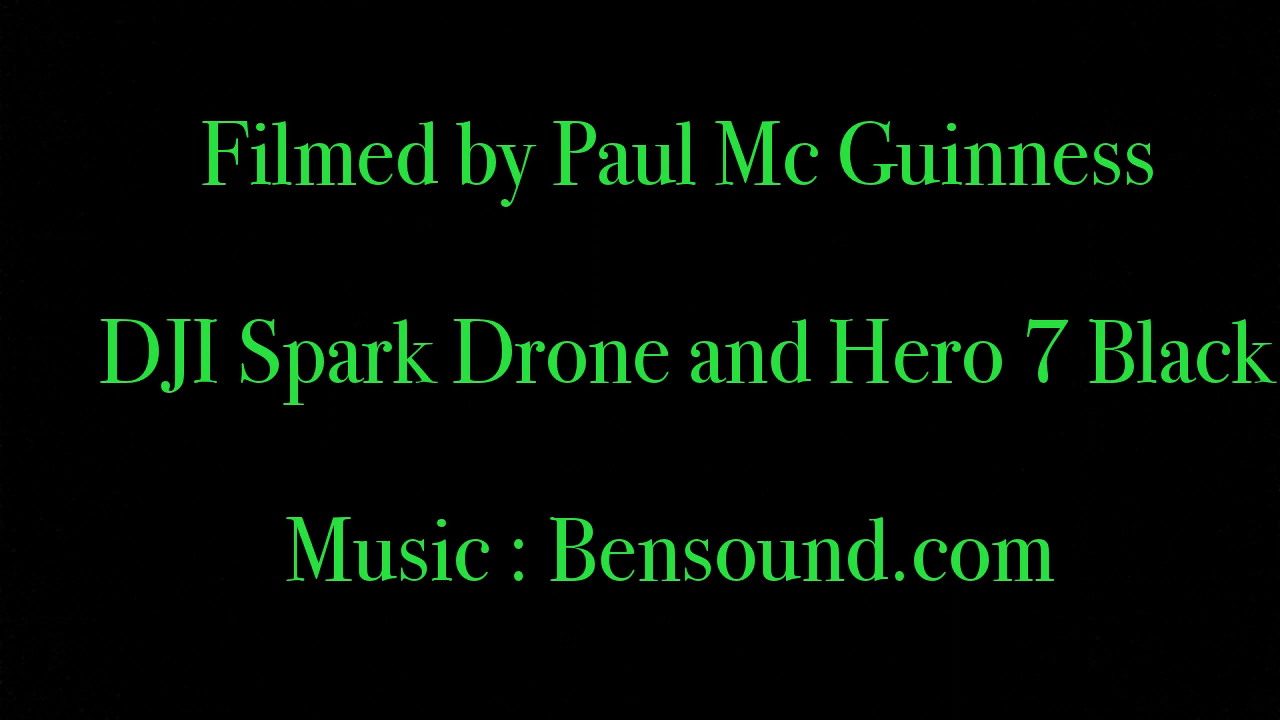 Filmed by Paul Mc Guinness
DJI Spark Drone and Hero 7 Black
Music : Bensound.com